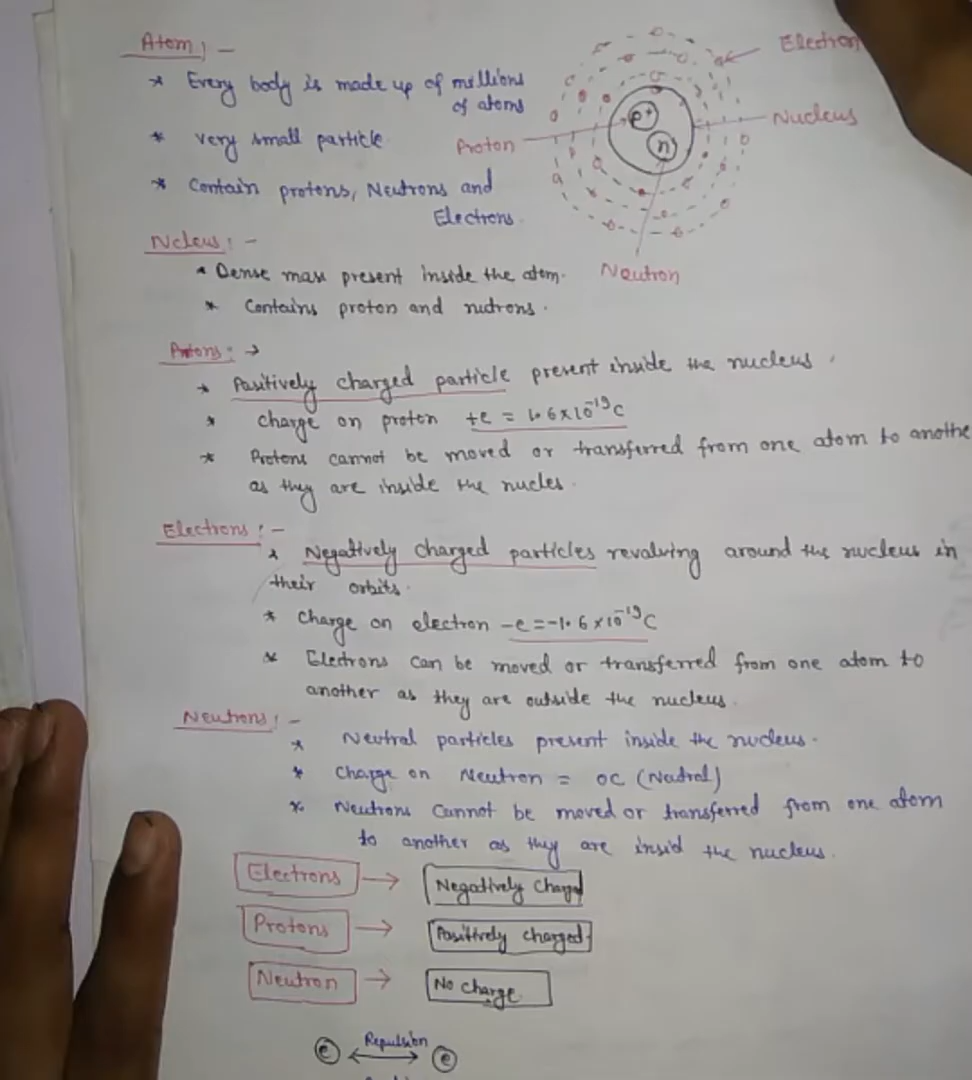 Atom:-
* Every body is made up of millions
of atoms
* very small particle
* Contain protons, Neutrons and
Electrons.
Electron
Nucleus
Proton
p+
n
Neutron
Ncleus:-
* Dense mass present inside the atom.
* Contains proton and nutrons.
Protons:→
* Positively charged particle present inside the nucleus.
* charge on proton +e = 1.6×10⁻¹⁹C
* Protons cannot be moved or transferred from one atom to anothe
as they are inside the nucles.
Electrons:-
* Negatively charged particles revalving around the nucleus in
their orbits.
* Charge on electron -e=-1.6×10⁻¹⁹C
* Electrons can be moved or transferred from one atom to
another as they are outside the nucleus.
Neutrons:-
* Neutral particles present inside the nucleus.
* Charge on Neutron = 0C (Neutral)
* Neutrons Cannot be moved or transferred from one atom
to another as they are insid the nucleus.
Electrons → Negatively Charged
Protons → Positively charged
Neutron → No charge
e Repulsion e